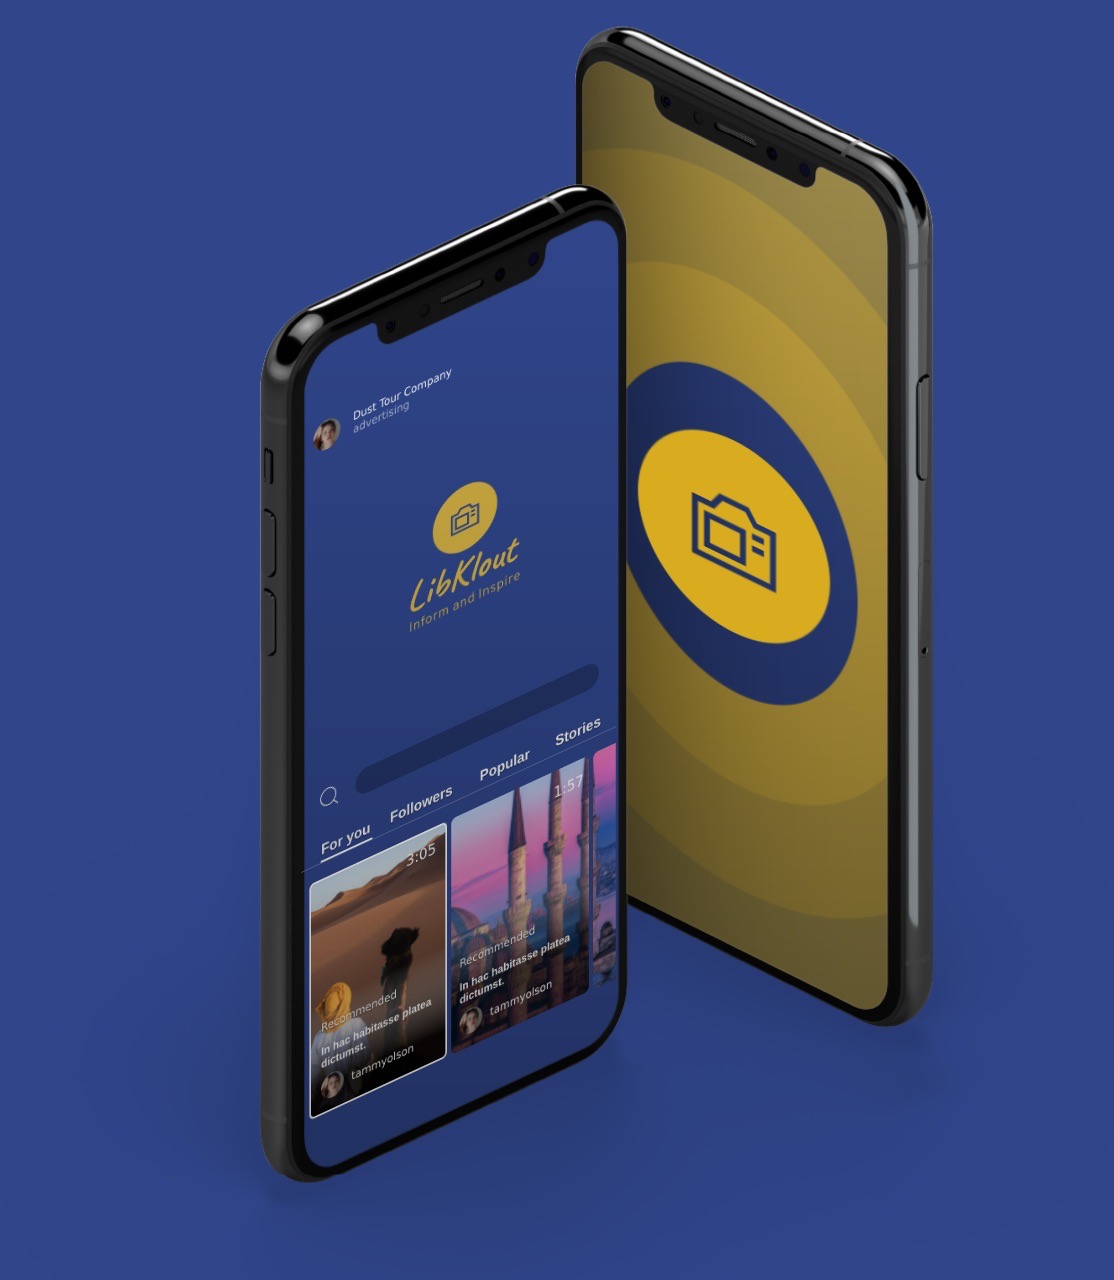 Dust Tour Company
advertising
LibKlout
Inform and Inspire
For you
Followers
Popular
Stories
3:05
Recommended
In hac habitasse platea
dictumst.
tammyolson
1:57
Recommended
In hac habitasse platea
dictumst.
tammyolson